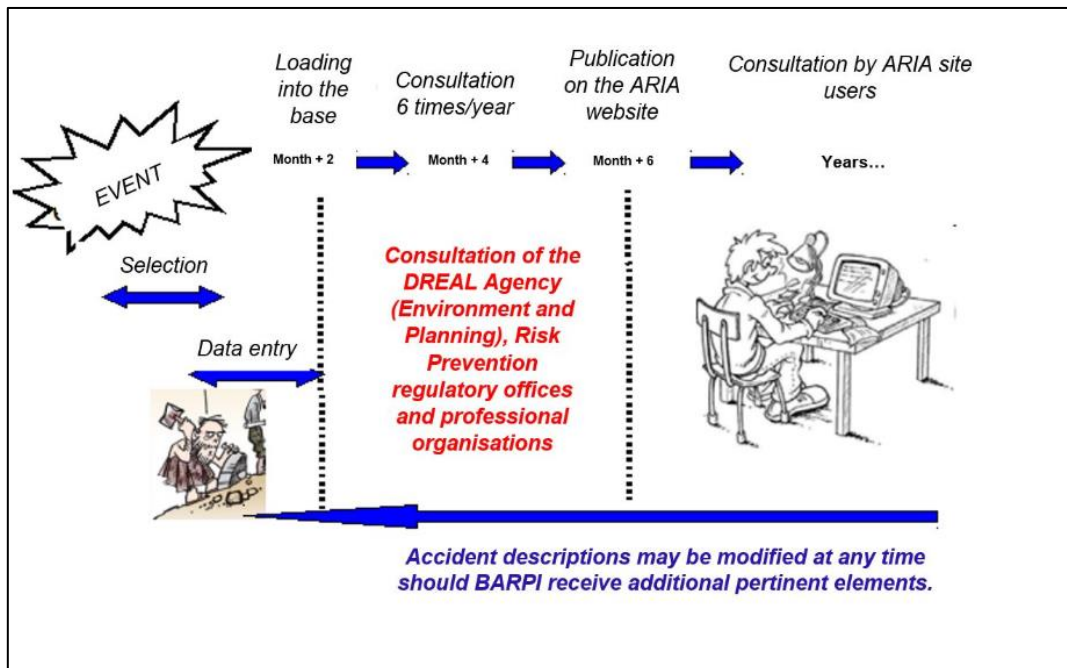 Loading
into the
base
Consultation
6 times/year
Publication
on the ARIA
website
Consultation by ARIA site
users
EVENT
Month + 2
Month + 4
Month + 6
Years...
Selection
Data entry
Consultation of the
DREAL Agency
(Environment and
Planning), Risk
Prevention
regulatory offices
and professional
organisations
Accident descriptions may be modified at any time
should BARPI receive additional pertinent elements.